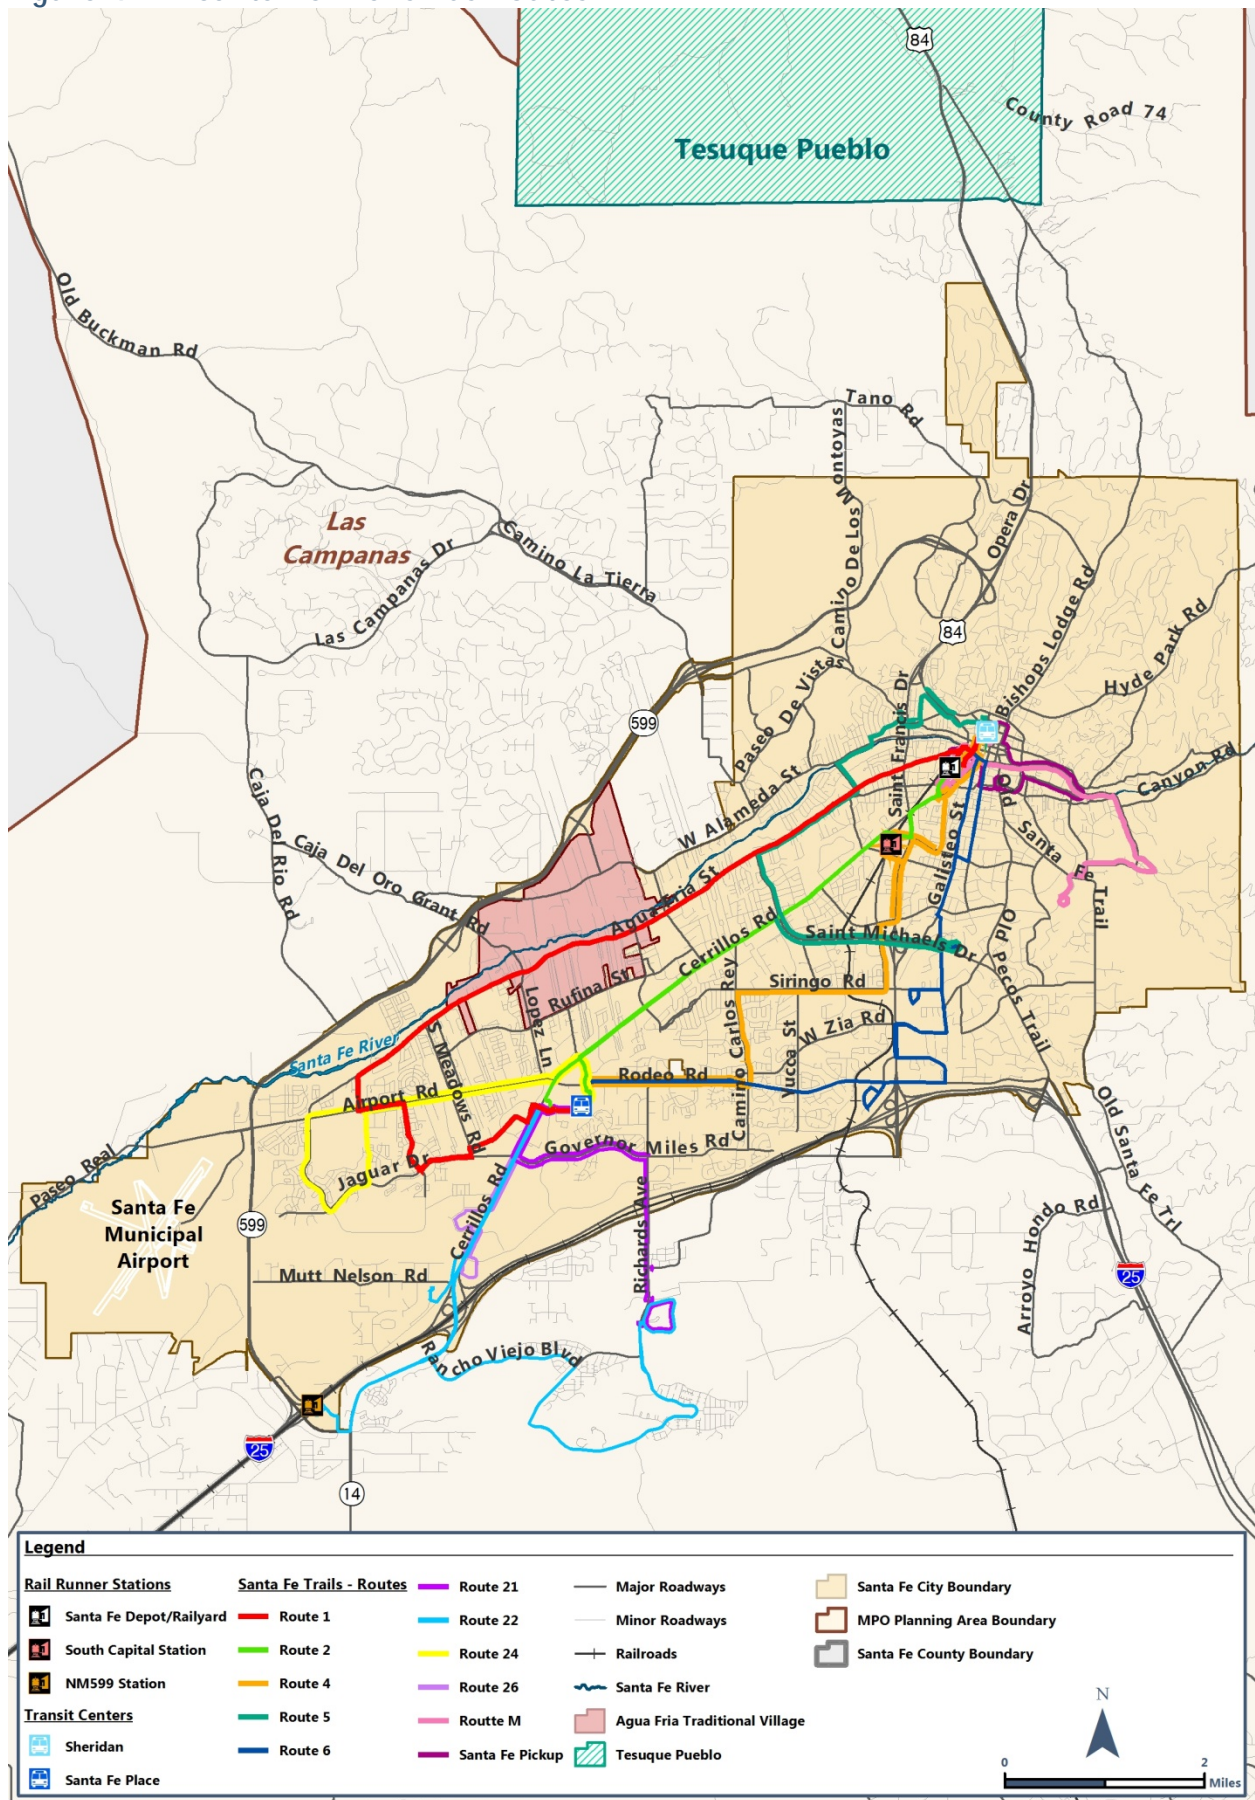 84
County Road 74
Tesuque Pueblo
Old Buckman Rd
Tano Rd
Camino De Los Montoyas
Las
Campanas
Opera Dr
Camino La Tierra
Las Campanas Dr
84
Bishops Lodge Rd
Hyde Park Rd
Paseo De Vistas
Saint Francis Dr
599
Canyon Rd
W Alameda St
Caja Del Rio Rd
Caja Del Oro Grant Rd
Old Santa Fe Trail
Galisteo St
Agua Fria St
Cerrillos Rd
Saint Michaels Dr
Old Pecos Trail
Siringo Rd
Rufina St
Lopez Ln
Camino Carlos Rey
Yucca St
W Zia Rd
Santa Fe River
S Meadows Rd
Rodeo Rd
Airport Rd
Old Santa Fe Trl
Governor Miles Rd
Jaguar Dr
Paseo Real
Santa Fe
Municipal
Airport
599
Cerrillos Rd
Richards Ave
Arroyo Hondo Rd
25
Mutt Nelson Rd
Rancho Viejo Blvd
25
14
Legend
Rail Runner Stations
Santa Fe Depot/Railyard
South Capital Station
NM599 Station
Transit Centers
Sheridan
Santa Fe Place
Santa Fe Trails - Routes
Route 1
Route 2
Route 4
Route 5
Route 6
Route 21
Route 22
Route 24
Route 26
Routte M
Santa Fe Pickup
Major Roadways
Minor Roadways
Railroads
Santa Fe River
Agua Fria Traditional Village
Tesuque Pueblo
Santa Fe City Boundary
MPO Planning Area Boundary
Santa Fe County Boundary
N
0 2
Miles